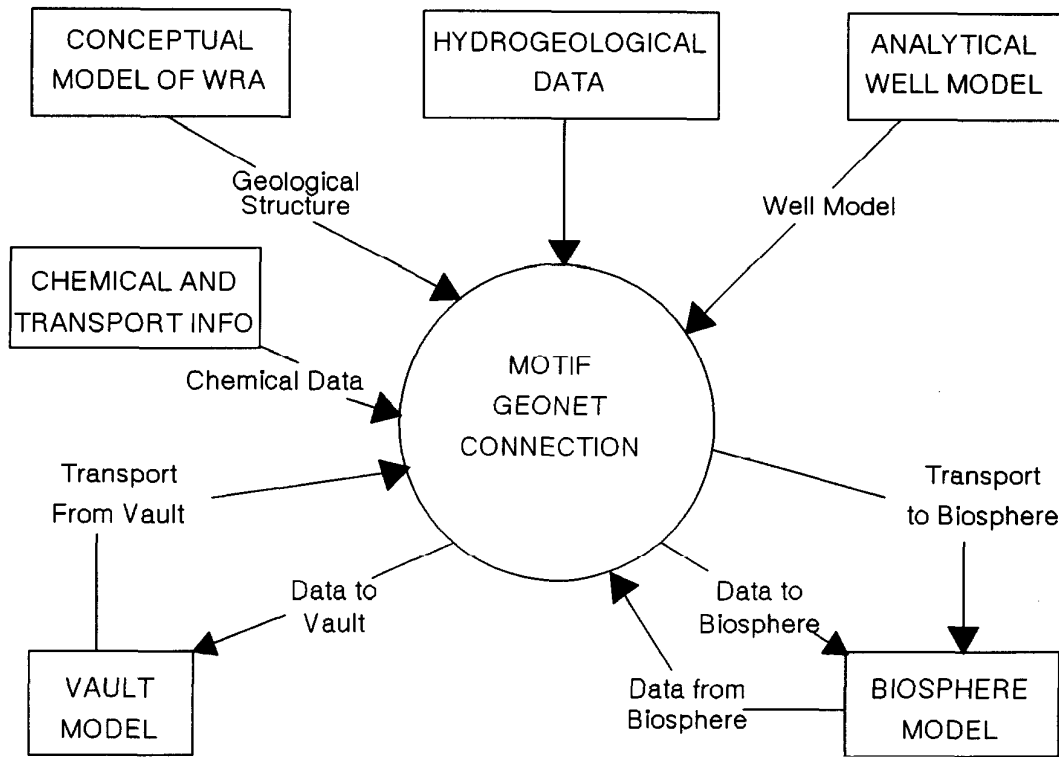 CONCEPTUAL
MODEL OF WRA
HYDROGEOLOGICAL
DATA
ANALYTICAL
WELL MODEL
Geological
Structure
Well Model
CHEMICAL AND
TRANSPORT INFO
Chemical Data
MOTIF
GEONET
CONNECTION
Transport
From Vault
Transport
to Biosphere
Data to
Vault
Data to
Biosphere
Data from
Biosphere
VAULT
MODEL
BIOSPHERE
MODEL